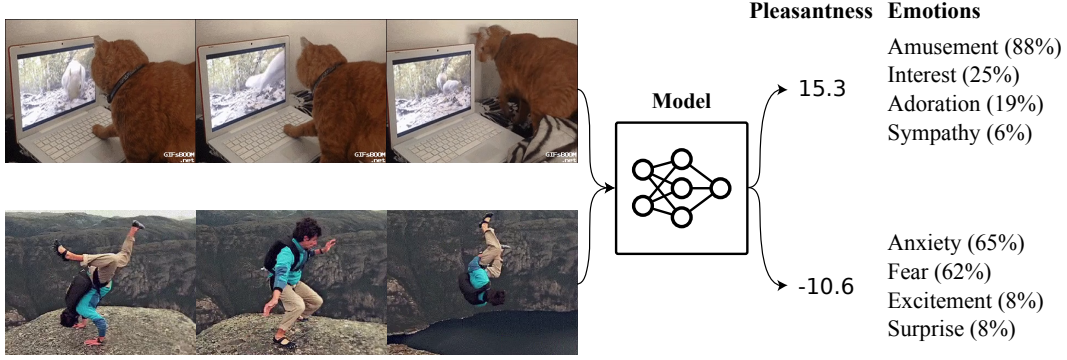 Pleasantness Emotions
GIFsBOOM
.net
GIFsBOOM
.net
GIFsBOOM
.net
Model
15.3
Amusement (88%)
Interest (25%)
Adoration (19%)
Sympathy (6%)
-10.6
Anxiety (65%)
Fear (62%)
Excitement (8%)
Surprise (8%)